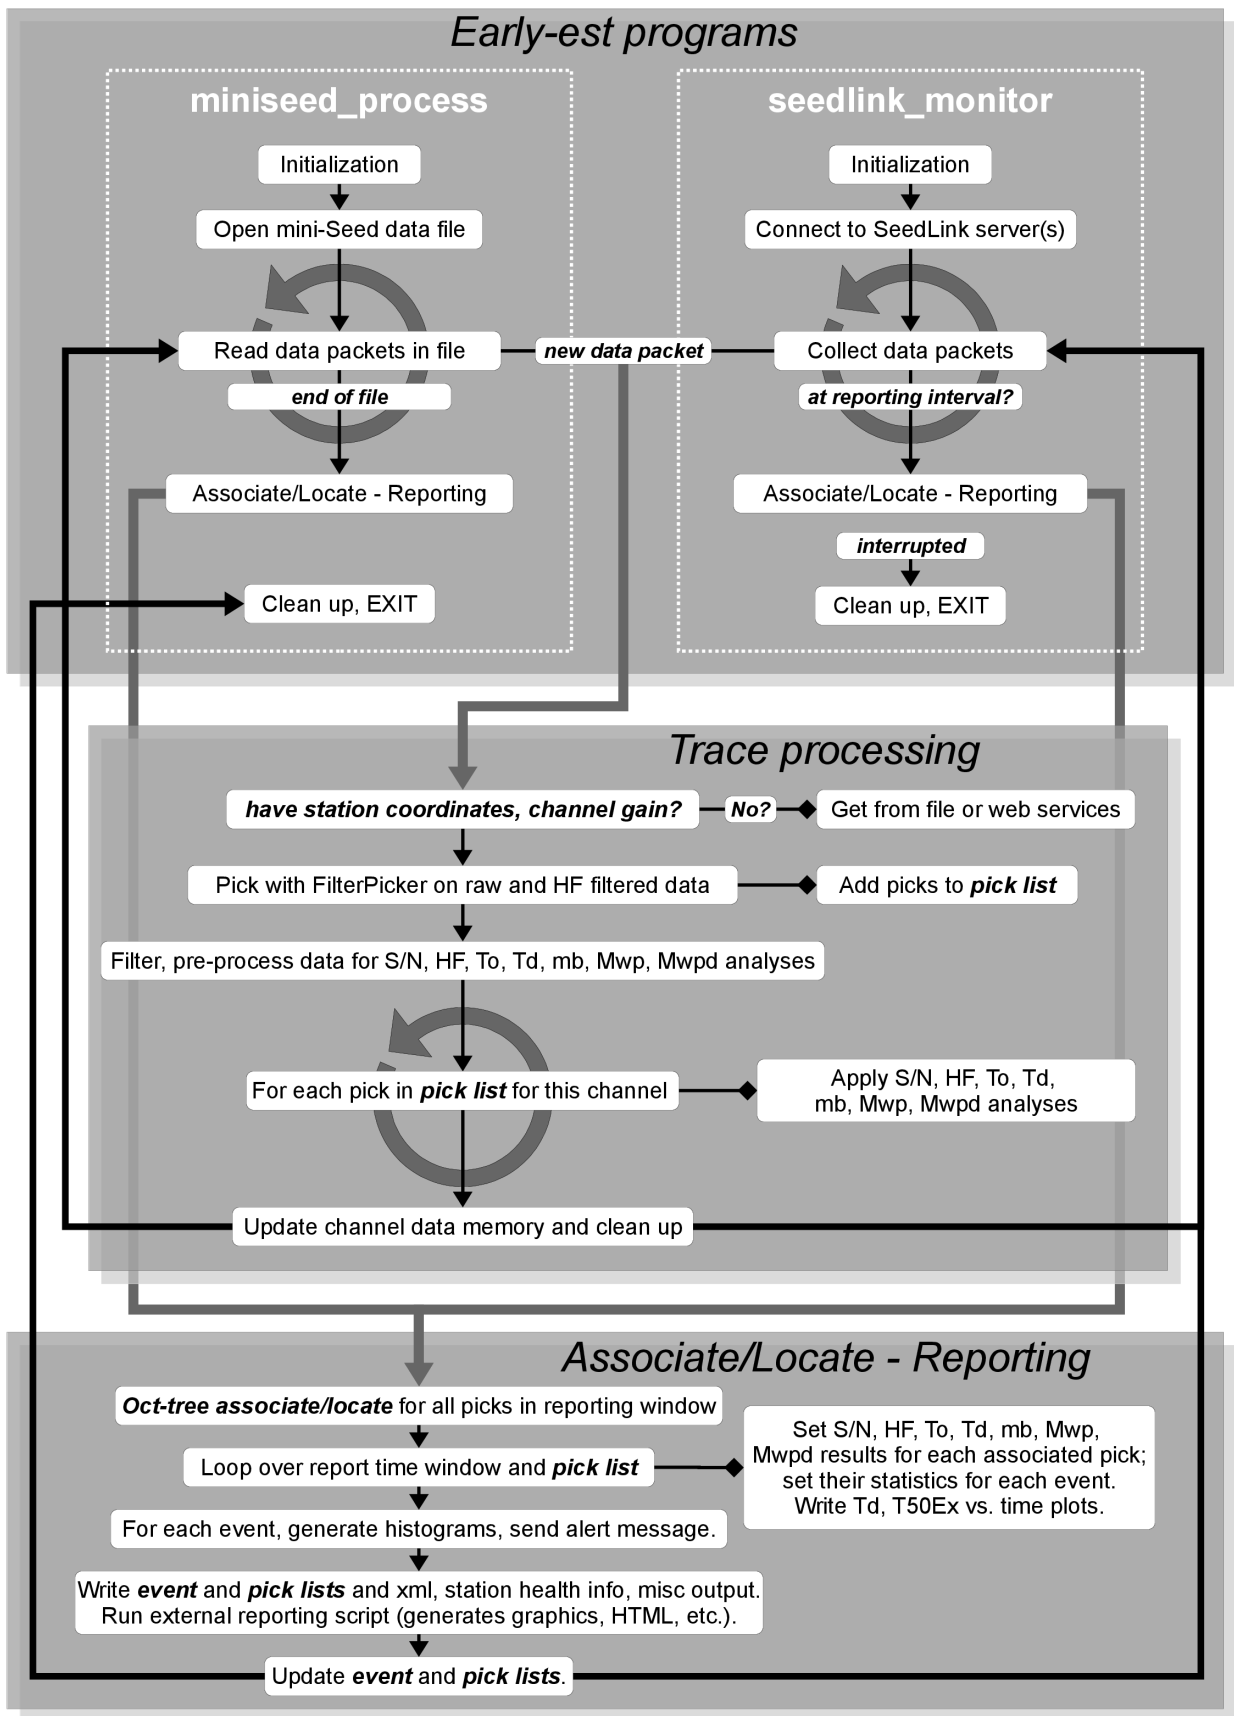 Early-est programs
miniseed_process
Initialization
Open mini-Seed data file
Read data packets in file
end of file
Associate/Locate - Reporting
Clean up, EXIT
new data packet
seedlink_monitor
Initialization
Connect to SeedLink server(s)
Collect data packets
at reporting interval?
Associate/Locate - Reporting
interrupted
Clean up, EXIT
Trace processing
have station coordinates, channel gain?
No?
Get from file or web services
Pick with FilterPicker on raw and HF filtered data
Add picks to pick list
Filter, pre-process data for S/N, HF, To, Td, mb, Mwp, Mwpd analyses
For each pick in pick list for this channel
Apply S/N, HF, To, Td,
mb, Mwp, Mwpd analyses
Update channel data memory and clean up
Associate/Locate - Reporting
Oct-tree associate/locate for all picks in reporting window
Loop over report time window and pick list
Set S/N, HF, To, Td, mb, Mwp,
Mwpd results for each associated pick;
set their statistics for each event.
Write Td, T50Ex vs. time plots.
For each event, generate histograms, send alert message.
Write event and pick lists and xml, station health info, misc output.
Run external reporting script (generates graphics, HTML, etc.).
Update event and pick lists.